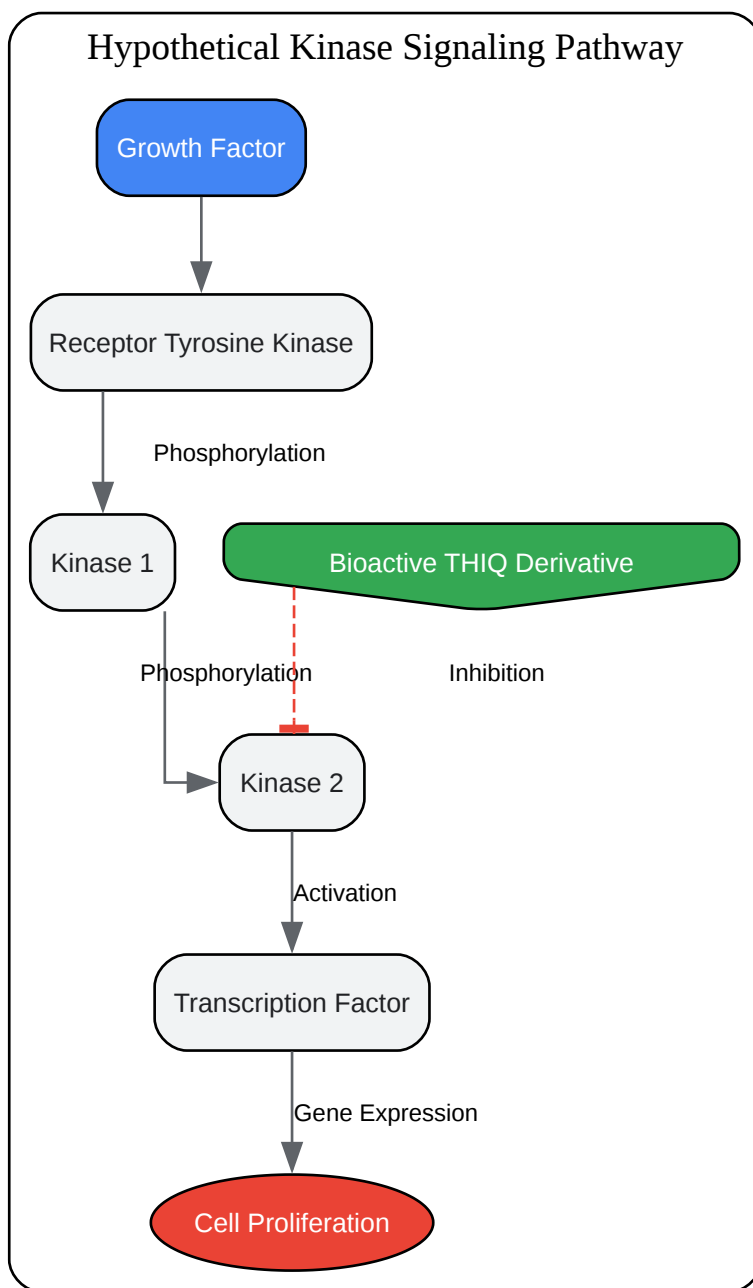 Hypothetical Kinase Signaling Pathway
Growth Factor
Receptor Tyrosine Kinase
Phosphorylation
Kinase 1
Bioactive THIQ Derivative
Phosphorylation
Inhibition
Kinase 2
Activation
Transcription Factor
Gene Expression
Cell Proliferation